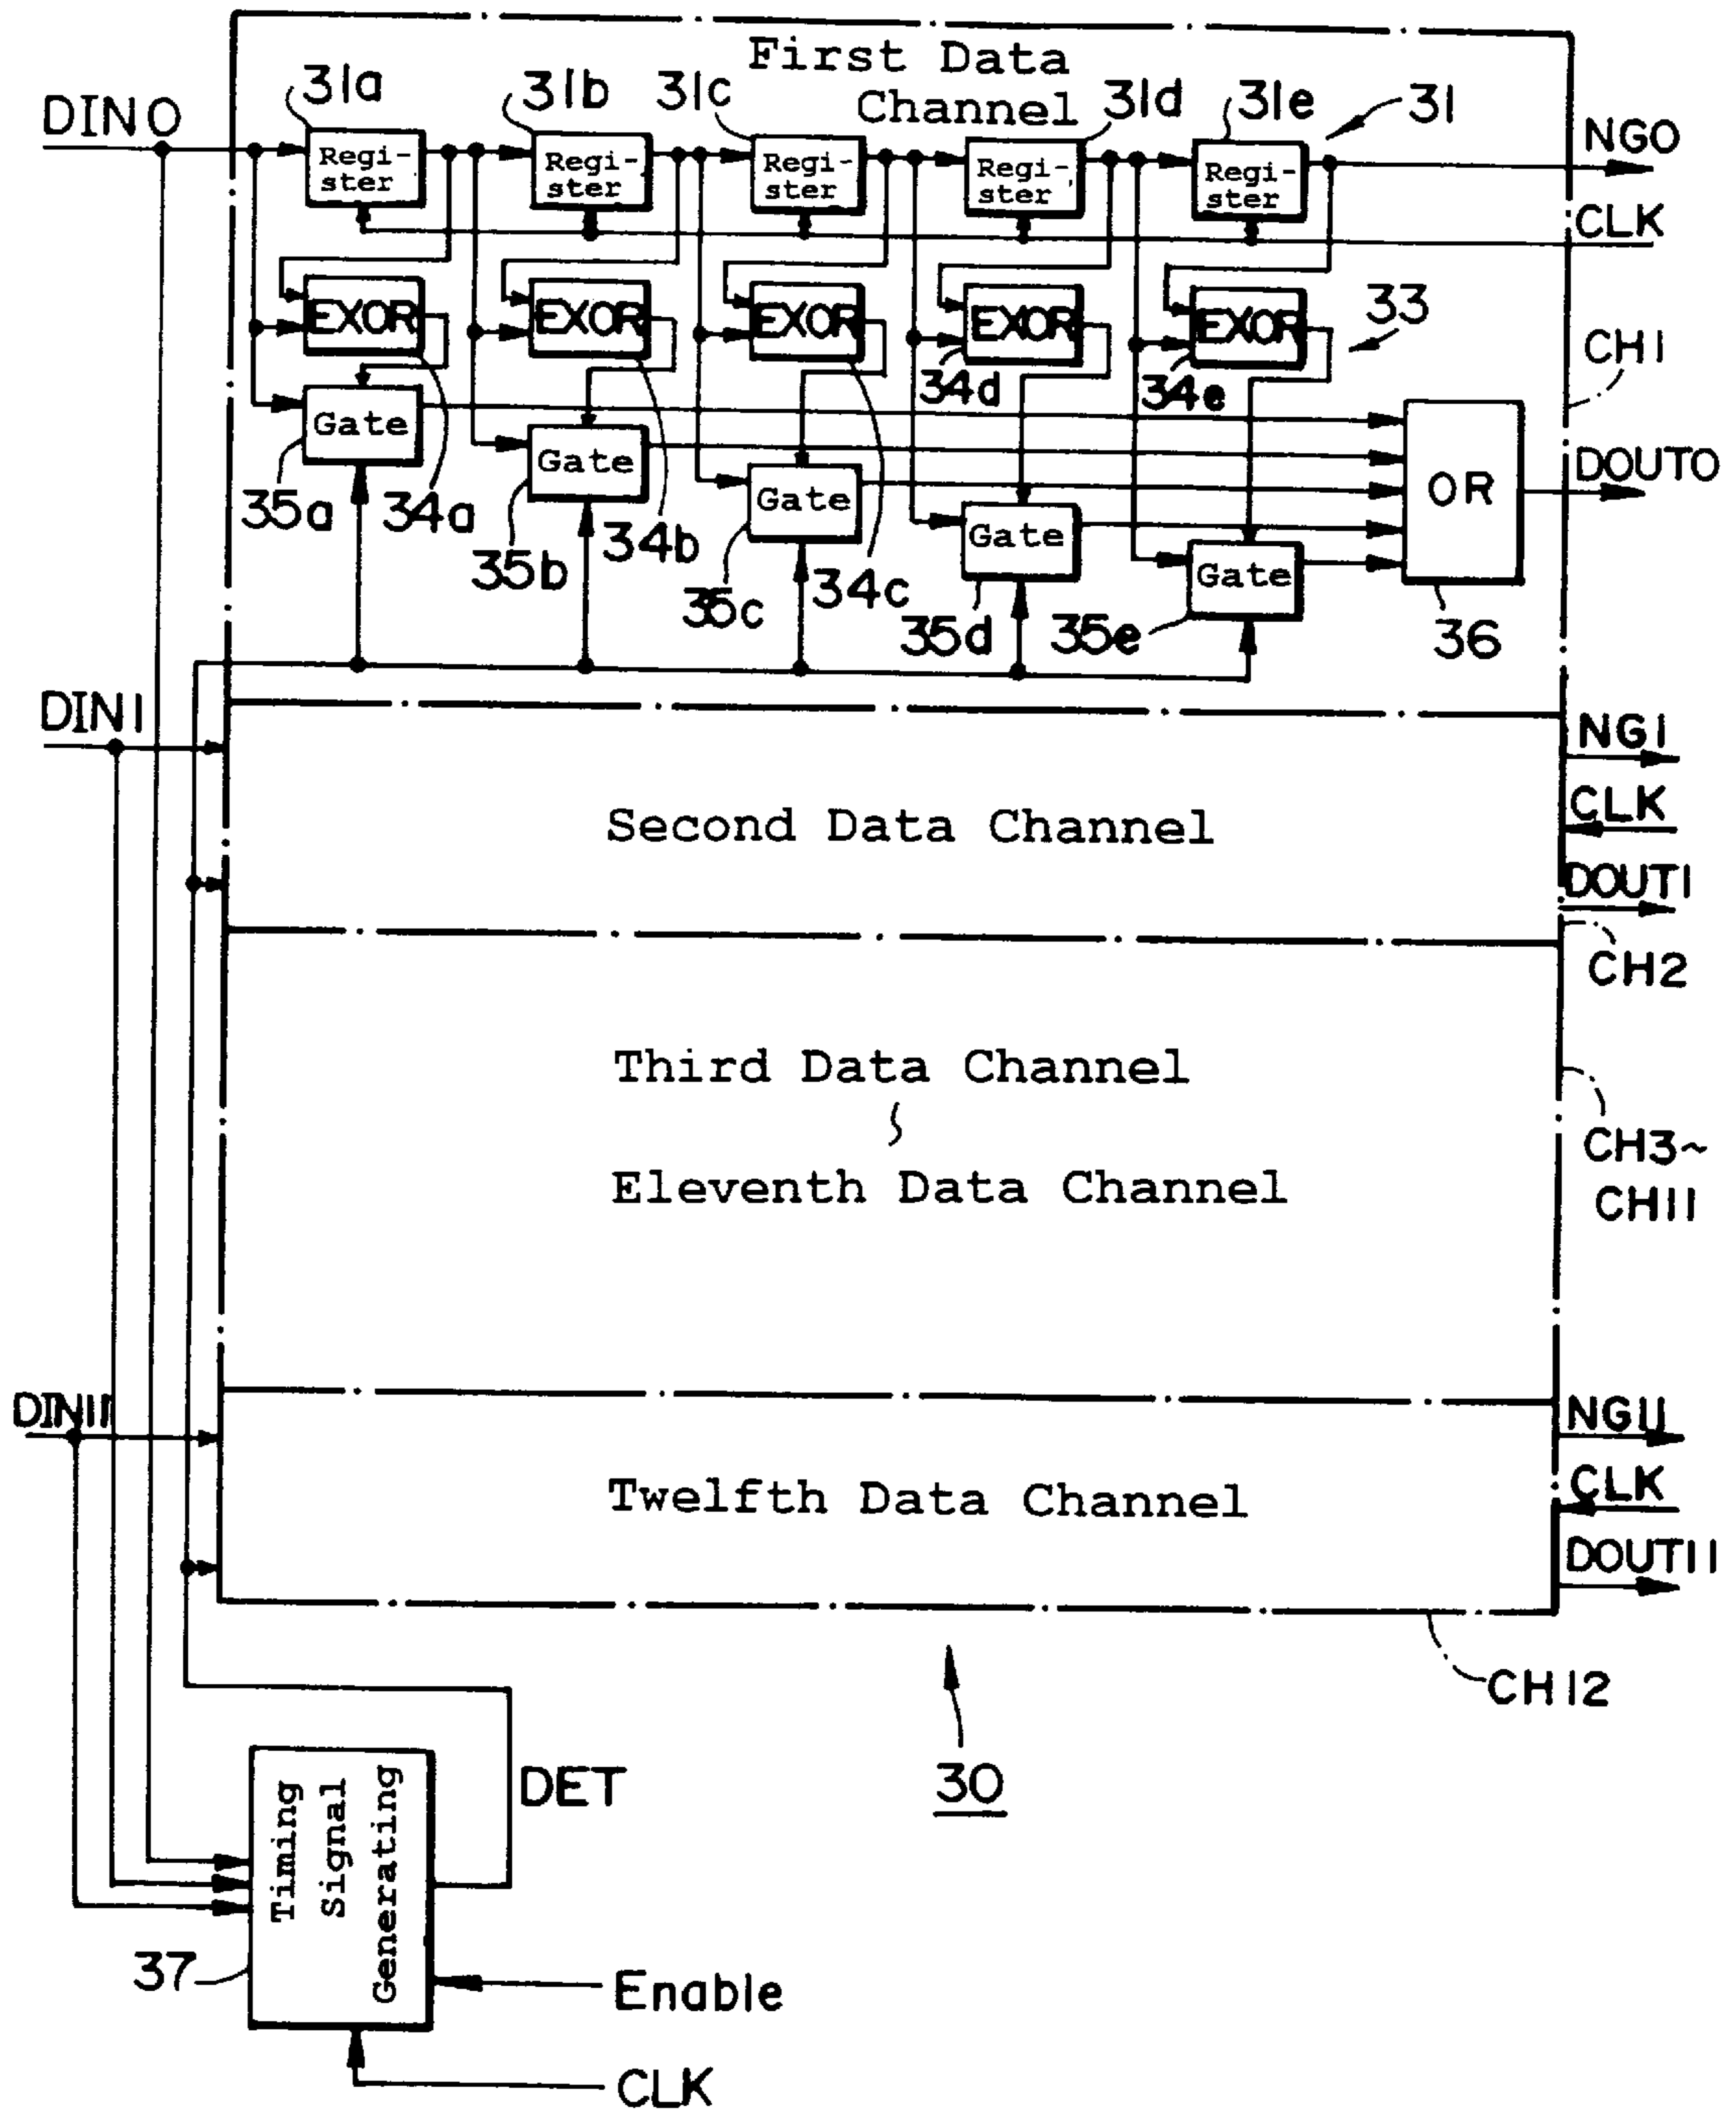 First Data
Channel
DIN0
31a
31b
31c
31d
31e
31
NG0
Regi-
ster
Regi-
ster
Regi-
ster
Regi-
ster
Regi-
ster
CLK
EXOR
EXOR
EXOR
EXOR
EXOR
33
CH1
34d
34e
Gate
Gate
Gate
Gate
Gate
OR
DOUT0
35a
34a
35b
34b
35c
34c
35d
35e
36
DIN1
NG1
Second Data Channel
CLK
DOUT1
CH2
Third Data Channel
~
Eleventh Data Channel
CH3~
CH11
DIN11
NG11
Twelfth Data Channel
CLK
DOUT11
CH12
30
DET
Timing
Signal
Generating
37
Enable
CLK